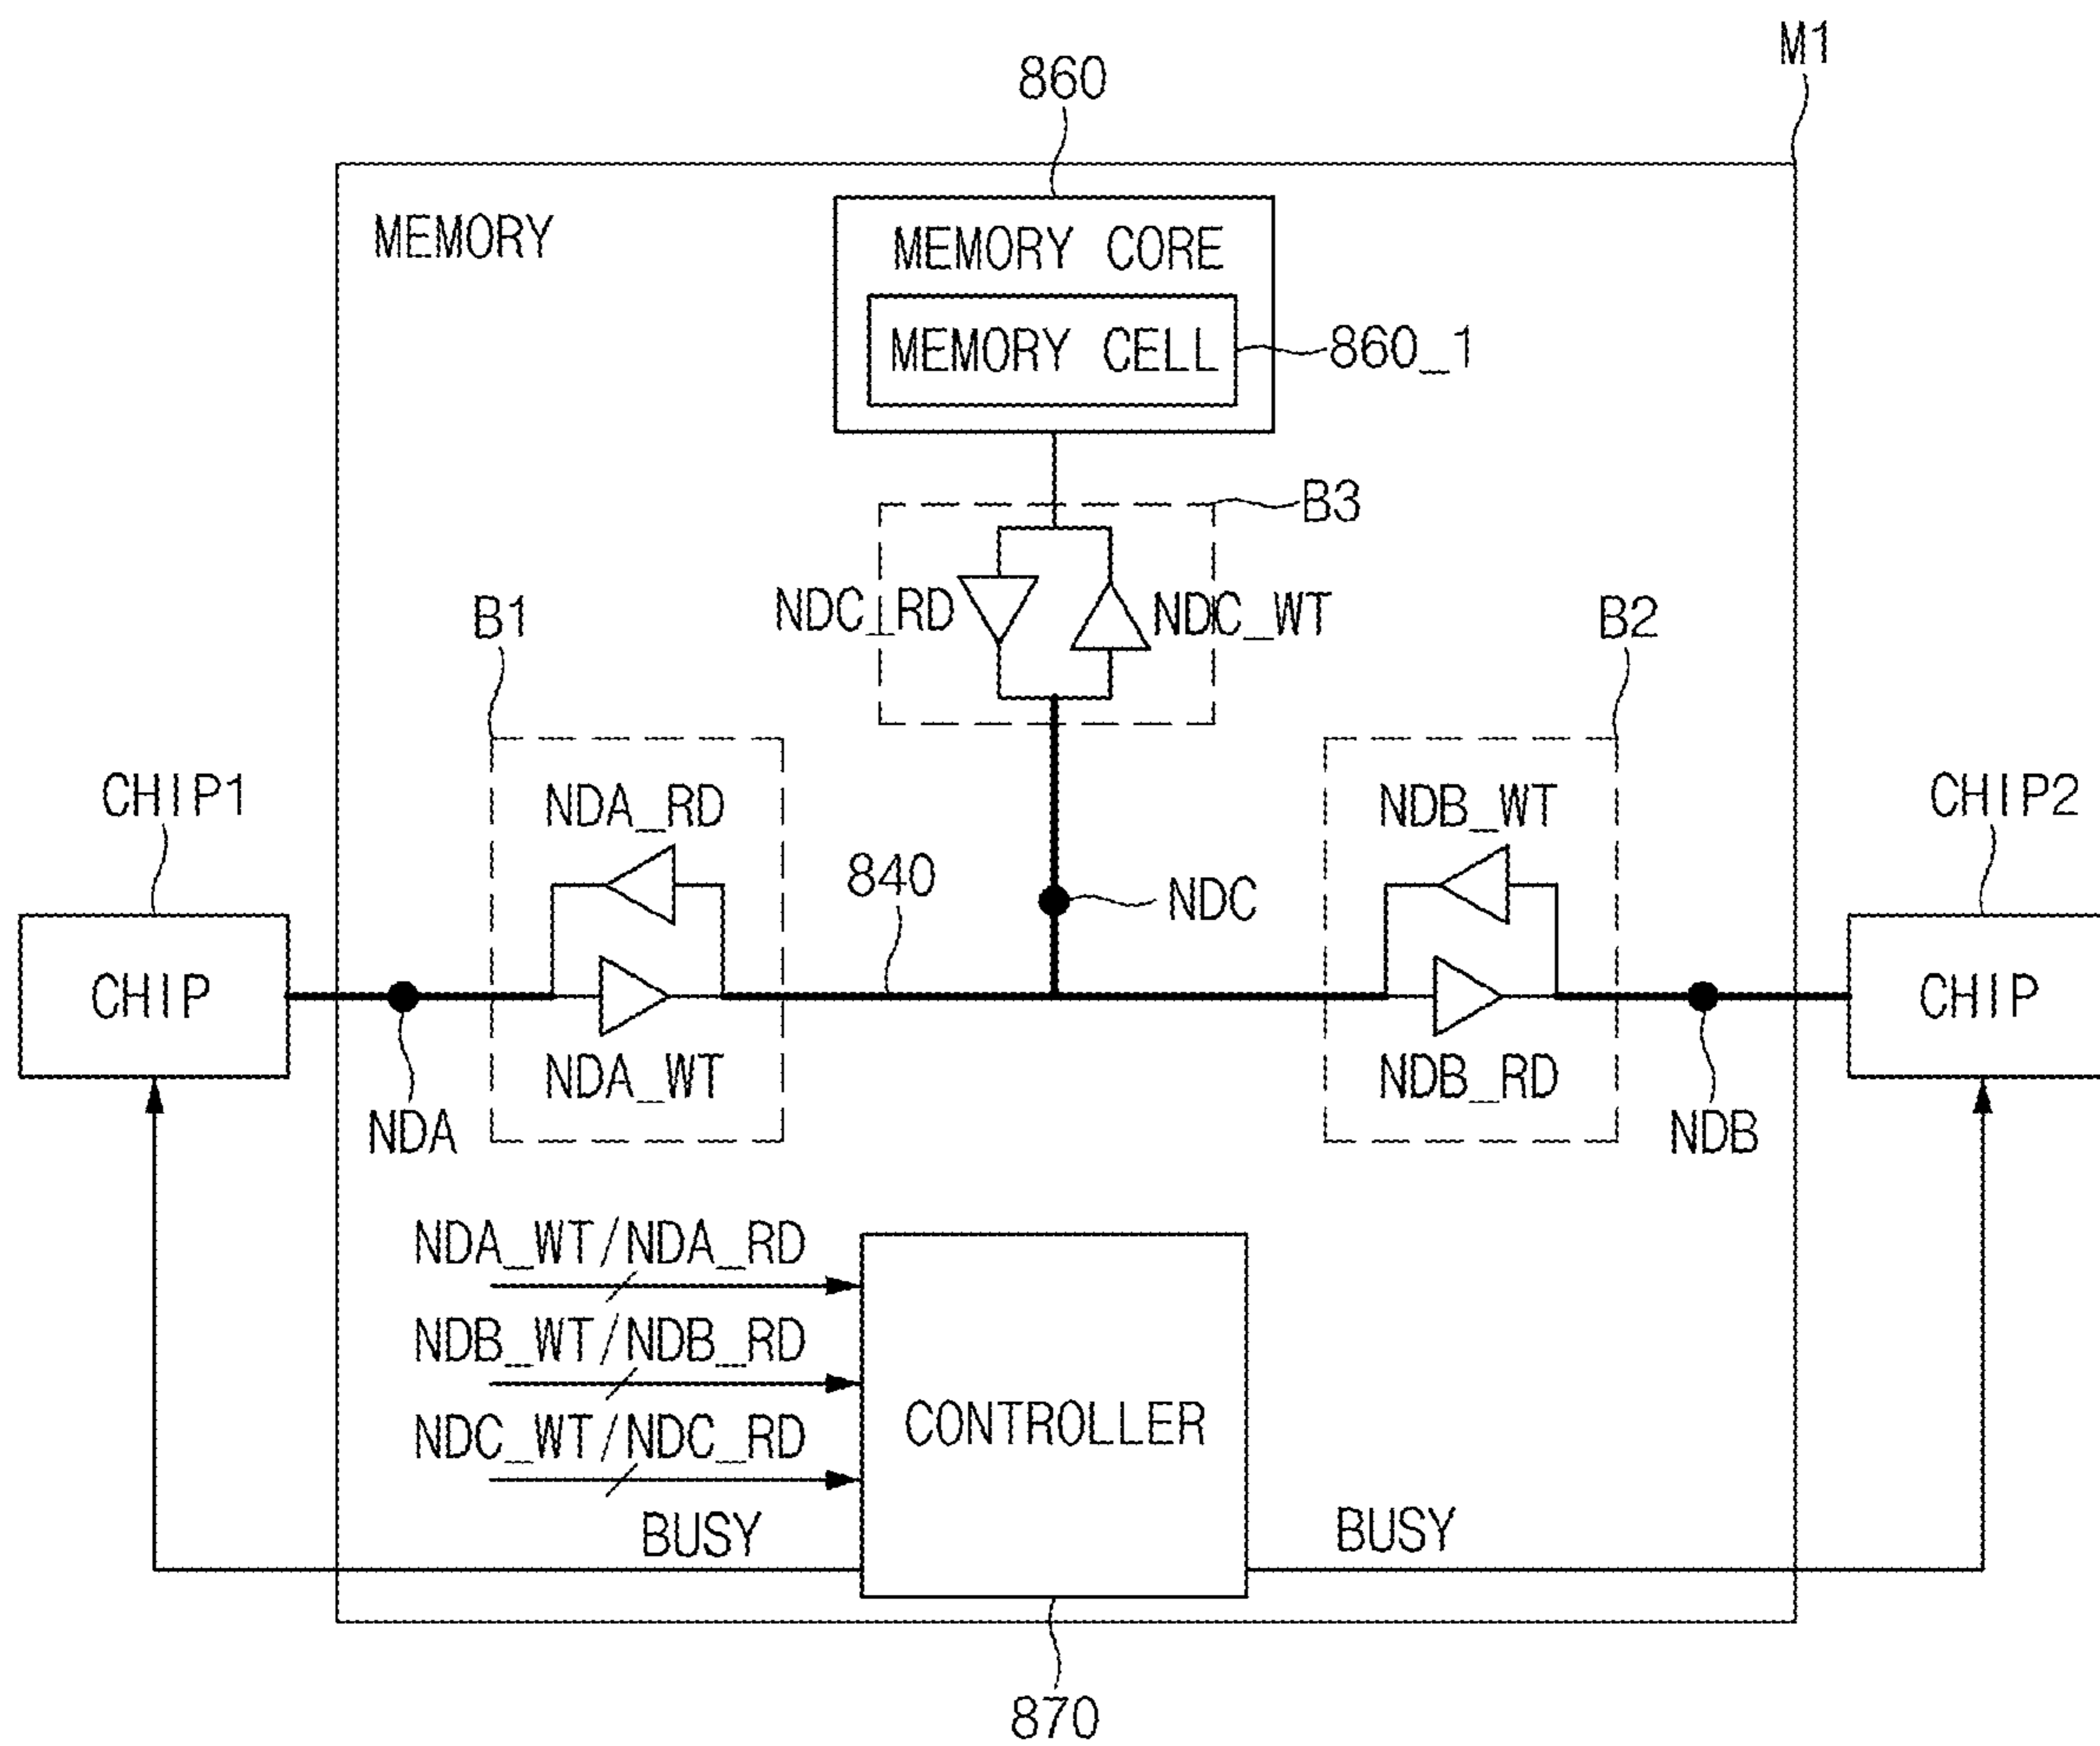 M1
860
MEMORY
MEMORY CORE
MEMORY CELL
860_1
B3
NDC_RD
NDC_WT
B1
B2
CHIP1
NDA_RD
NDB_WT
CHIP2
840
NDC
CHIP
CHIP
NDA_WT
NDB_RD
NDA
NDB
NDA_WT/NDA_RD
NDB_WT/NDB_RD
NDC_WT/NDC_RD
CONTROLLER
BUSY
BUSY
870